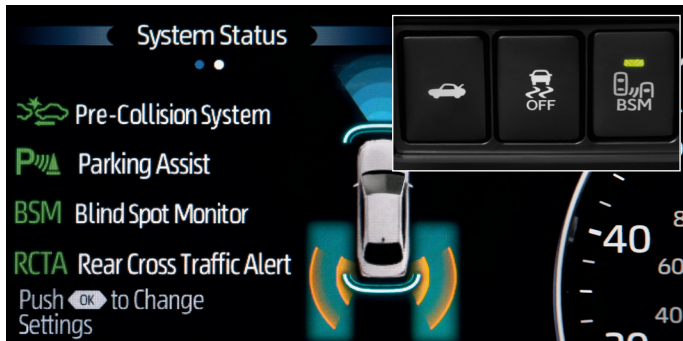 System Status
Pre-Collision System
P Parking Assist
BSM Blind Spot Monitor
RCTA Rear Cross Traffic Alert
Push OK to Change
Settings
OFF
BSM
40
8
60
40